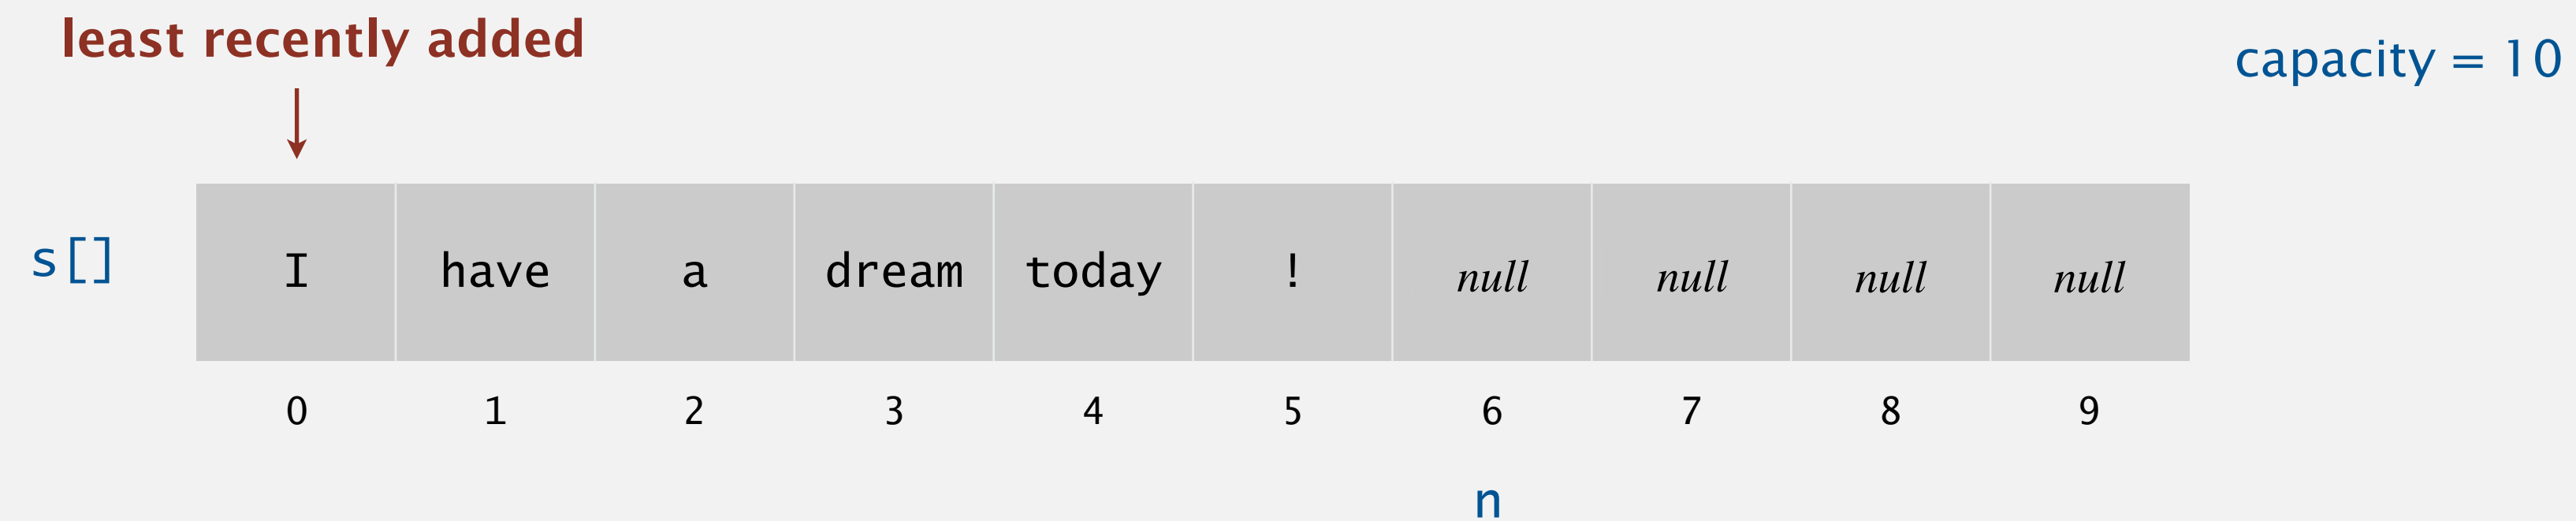 least recently added
capacity = 10
s[] I have a dream today ! null null null null
0 1 2 3 4 5 6 7 8 9
n